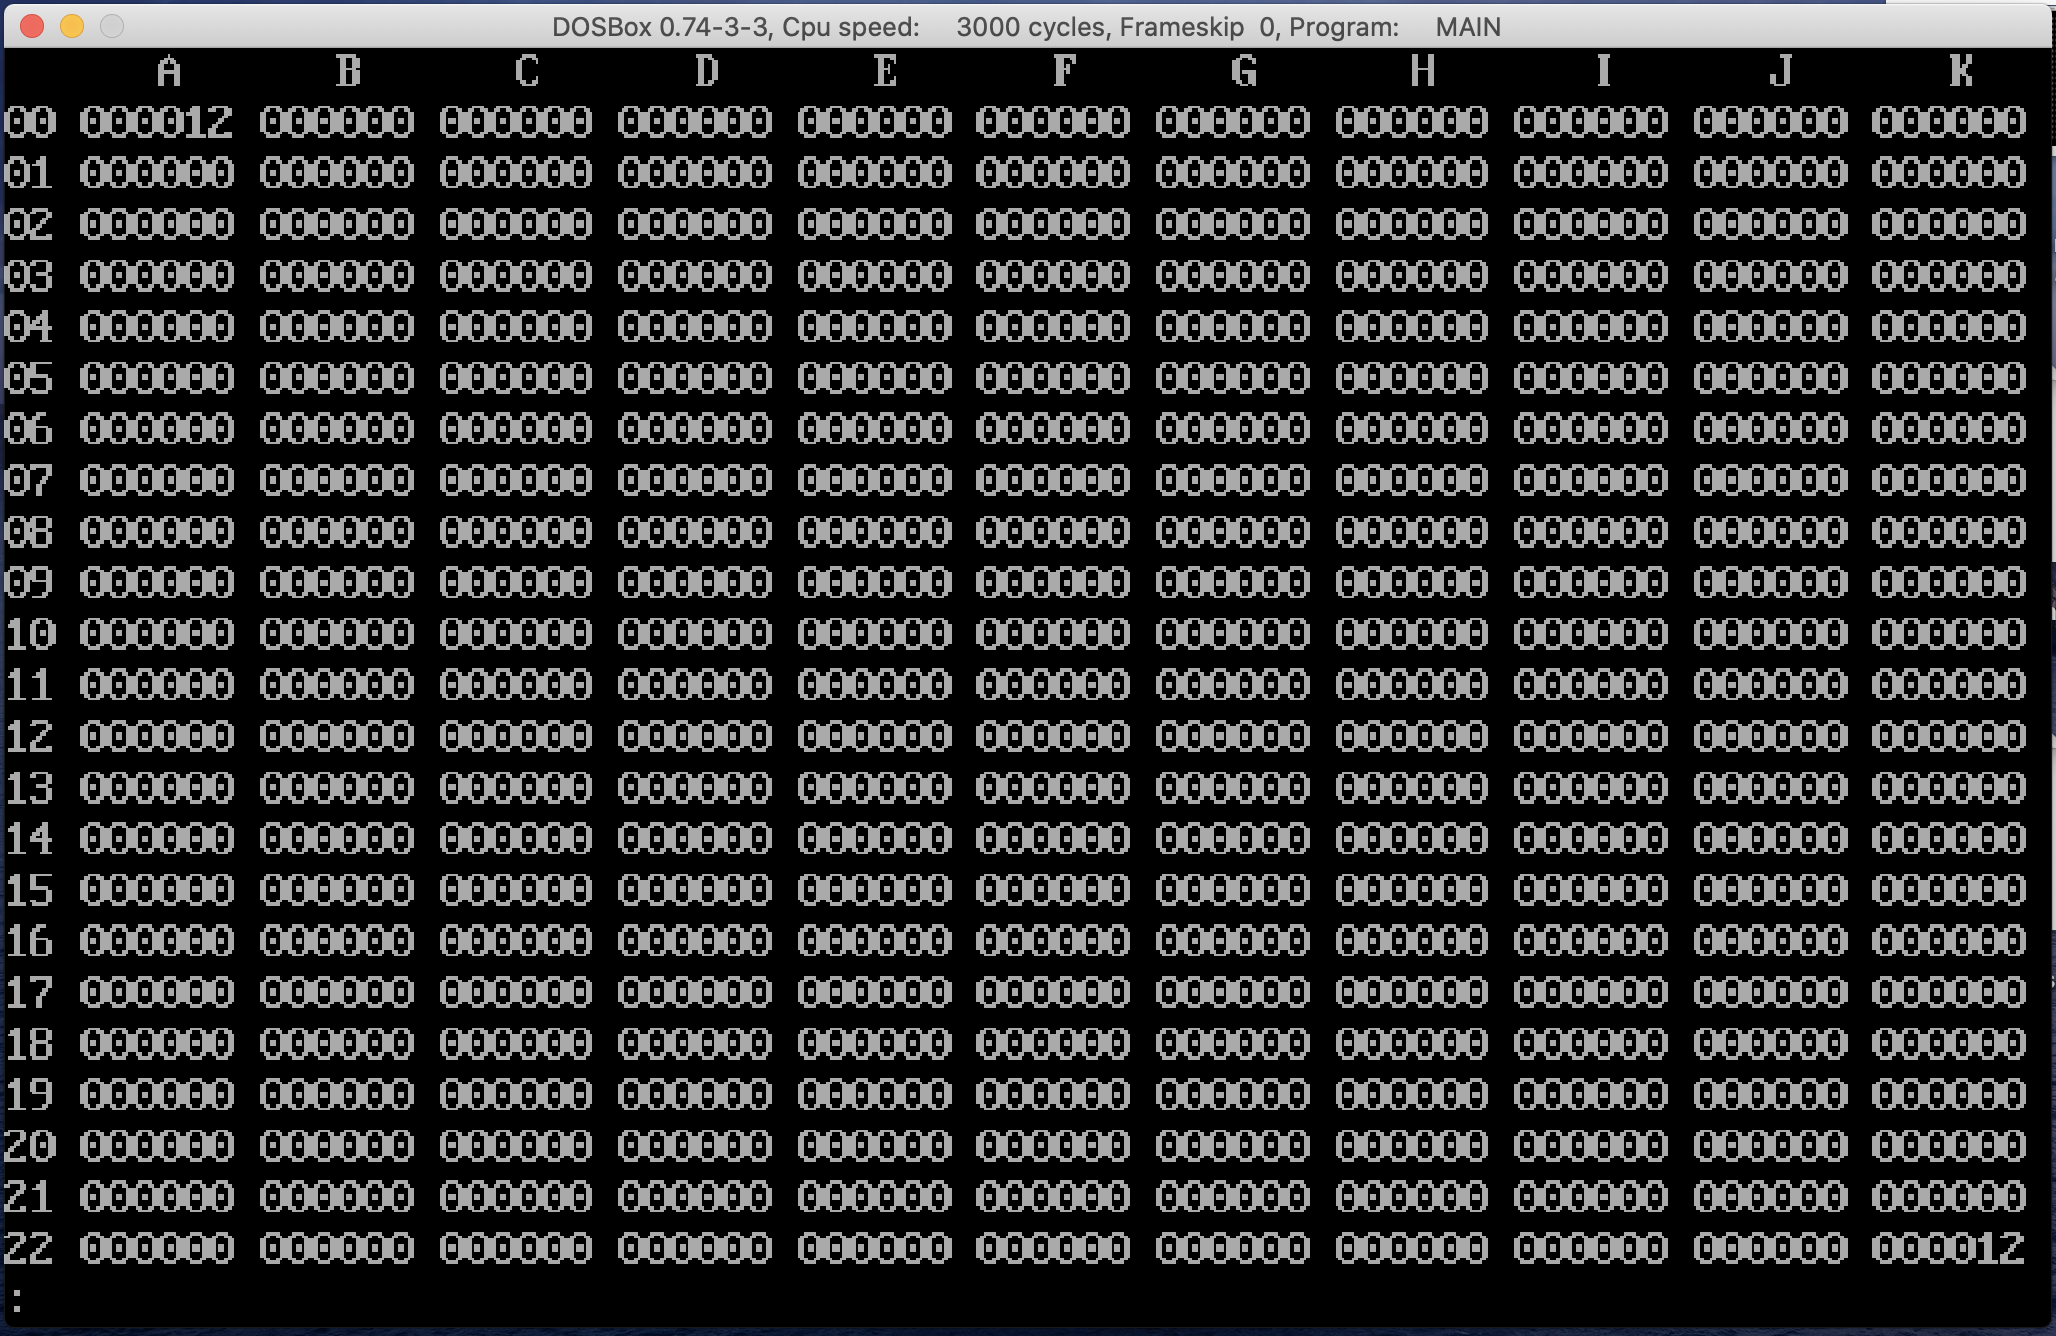 DOSBox 0.74-3-3, Cpu speed: 3000 cycles, Frameskip 0, Program: MAIN
A B C D E F G H I J K
00 000012 000000 000000 000000 000000 000000 000000 000000 000000 000000 000000
01 000000 000000 000000 000000 000000 000000 000000 000000 000000 000000 000000
02 000000 000000 000000 000000 000000 000000 000000 000000 000000 000000 000000
03 000000 000000 000000 000000 000000 000000 000000 000000 000000 000000 000000
04 000000 000000 000000 000000 000000 000000 000000 000000 000000 000000 000000
05 000000 000000 000000 000000 000000 000000 000000 000000 000000 000000 000000
06 000000 000000 000000 000000 000000 000000 000000 000000 000000 000000 000000
07 000000 000000 000000 000000 000000 000000 000000 000000 000000 000000 000000
08 000000 000000 000000 000000 000000 000000 000000 000000 000000 000000 000000
09 000000 000000 000000 000000 000000 000000 000000 000000 000000 000000 000000
10 000000 000000 000000 000000 000000 000000 000000 000000 000000 000000 000000
11 000000 000000 000000 000000 000000 000000 000000 000000 000000 000000 000000
12 000000 000000 000000 000000 000000 000000 000000 000000 000000 000000 000000
13 000000 000000 000000 000000 000000 000000 000000 000000 000000 000000 000000
14 000000 000000 000000 000000 000000 000000 000000 000000 000000 000000 000000
15 000000 000000 000000 000000 000000 000000 000000 000000 000000 000000 000000
16 000000 000000 000000 000000 000000 000000 000000 000000 000000 000000 000000
17 000000 000000 000000 000000 000000 000000 000000 000000 000000 000000 000000
18 000000 000000 000000 000000 000000 000000 000000 000000 000000 000000 000000
19 000000 000000 000000 000000 000000 000000 000000 000000 000000 000000 000000
20 000000 000000 000000 000000 000000 000000 000000 000000 000000 000000 000000
21 000000 000000 000000 000000 000000 000000 000000 000000 000000 000000 000000
22 000000 000000 000000 000000 000000 000000 000000 000000 000000 000000 000012
: